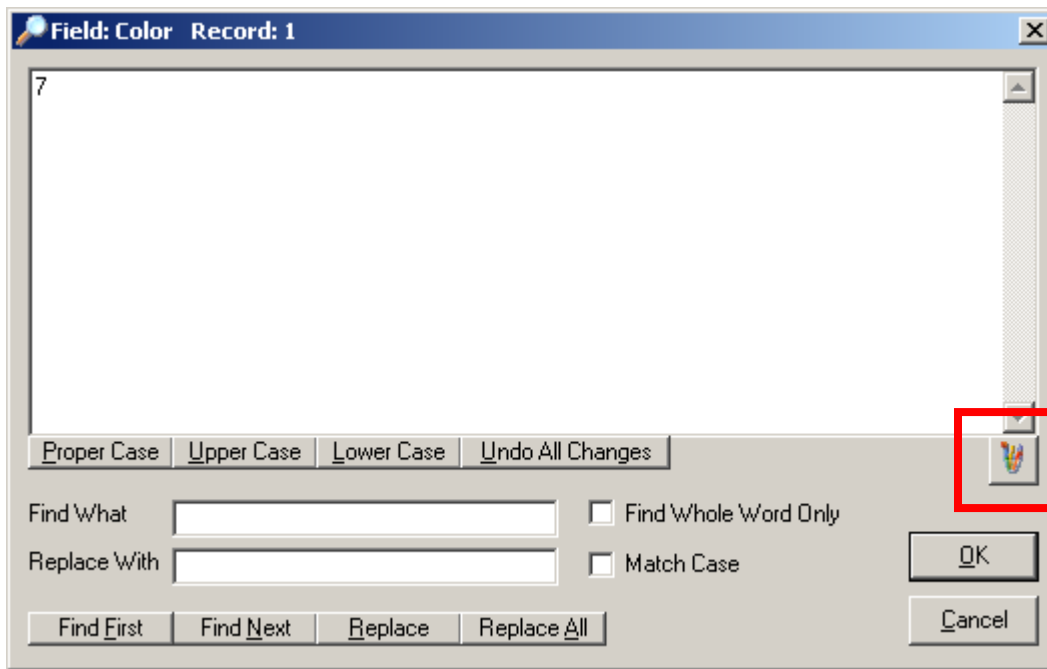 Field: Color Record: 1
7
Proper Case Upper Case Lower Case Undo All Changes
Find What Find Whole Word Only
Replace With Match Case
OK
Cancel
Find First Find Next Replace Replace All